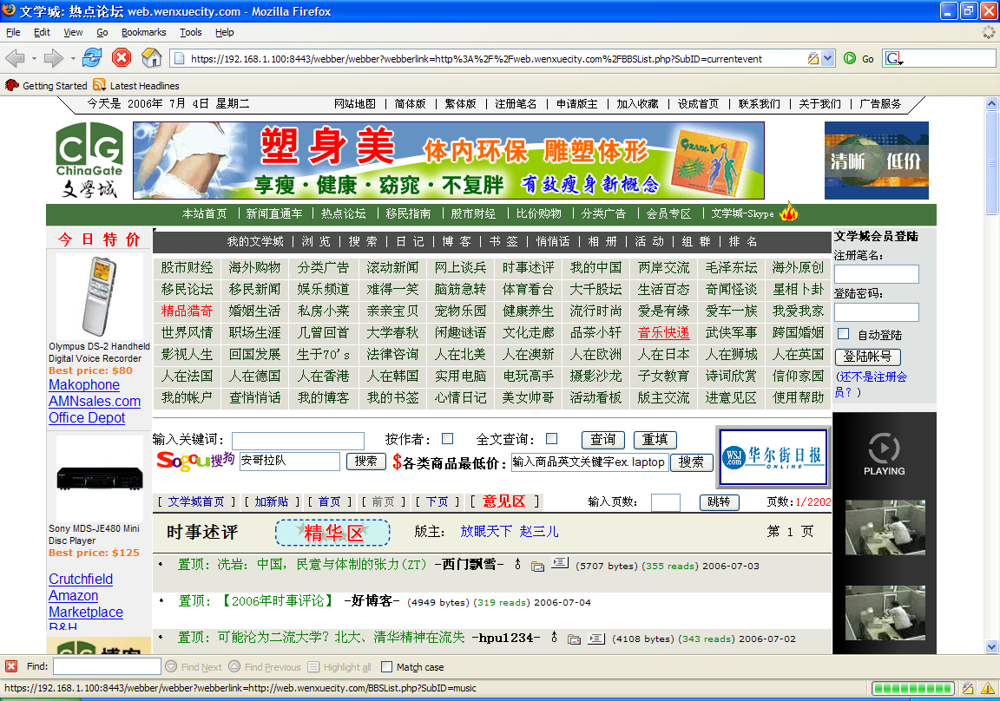 文学城: 热点论坛 web.wenxuecity.com - Mozilla Firefox
File Edit View Go Bookmarks Tools Help
https://192.168.1.100:8443/webber/webber?webberlink=http%3A%2F%2Fweb.wenxuecity.com%2FBBSList.php?SubID=currentevent Go G
Getting Started Latest Headlines
今天是 2006年 7月 4日 星期二 网站地图 | 简体版 | 繁体版 | 注册笔名 | 申请版主 | 加入收藏 | 设成首页 | 联系我们 | 关于我们 | 广告服务
CG ChinaGate 文学城
塑身美 体内环保 雕塑体形
享瘦·健康·窈窕·不复胖 有效瘦身新概念
Grain-V
清晰 低价
本站首页 | 新闻直通车 | 热点论坛 | 移民指南 | 股市财经 | 比价购物 | 分类广告 | 会员专区 | 文学城-Skype
今日特价
Olympus DS-2 Handheld
Digital Voice Recorder
Best price: $80
Makophone
AMNsales.com
Office Depot
Sony MDS-JE480 Mini
Disc Player
Best price: $125
Crutchfield
Amazon
Marketplace
B&H
CG 博客
我的文学城 | 浏 览 | 搜 索 | 日 记 | 博 客 | 书 签 | 悄悄话 | 相 册 | 活 动 | 组 群 | 排 名
股市财经 海外购物 分类广告 滚动新闻 网上谈兵 时事述评 我的中国 两岸交流 毛泽东坛 海外原创
移民论坛 移民新闻 娱乐频道 难得一笑 脑筋急转 体育看台 大千股坛 生活百态 奇闻怪谈 星相卜卦
精品猎奇 婚姻生活 私房小菜 亲亲宝贝 宠物乐园 健康养生 流行时尚 爱是有缘 爱车一族 我爱我家
世界风情 职场生涯 几曾回首 大学春秋 闲趣谜语 文化走廊 品茶小轩 音乐快递 武侠军事 跨国婚姻
影视人生 回国发展 生于70's 法律咨询 人在北美 人在澳新 人在欧洲 人在日本 人在狮城 人在英国
人在法国 人在德国 人在香港 人在韩国 实用电脑 电玩高手 摄影沙龙 子女教育 诗词欣赏 信仰家园
我的帐户 查悄悄话 我的博客 我的书签 心情日记 美女帅哥 活动看板 版主交流 进意见区 使用帮助
文学城会员登陆
注册笔名:
登陆密码:
自动登陆
登陆帐号
(还不是注册会
员?)
PLAYING
输入关键词: 按作者: 全文查询: 查询 重填
Sogou搜狗 安哥拉队 搜索 $各类商品最低价: 输入商品英文关键字ex. laptop 搜索
WSJ .com 华尔街日报 ONLINE
[ 文学城首页 ] [ 加新贴 ] [ 首页 ] [ 前页 ] [ 下页 ] [ 意见区 ] 输入页数: 跳转 页数:1/2202
时事述评 精华区 版主: 放眼天下 赵三儿 第 1 页
• 置顶: 冼岩: 中国, 民意与体制的张力(ZT) -西门飘雪- (5707 bytes) (355 reads) 2006-07-03
• 置顶: 【2006年时事评论】 -好博客- (4949 bytes) (319 reads) 2006-07-04
• 置顶: 可能沦为二流大学? 北大、清华精神在流失 -hpu1234- (4108 bytes) (343 reads) 2006-07-02
Find: Find Next Find Previous Highlight all Match case
https://192.168.1.100:8443/webber/webber?webberlink=http://web.wenxuecity.com/BBSList.php?SubID=music